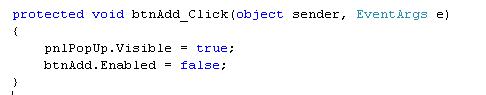 protected void btnAdd_Click(object sender, EventArgs e)
{
    pnlPopUp.Visible = true;
    btnAdd.Enabled = false;
}